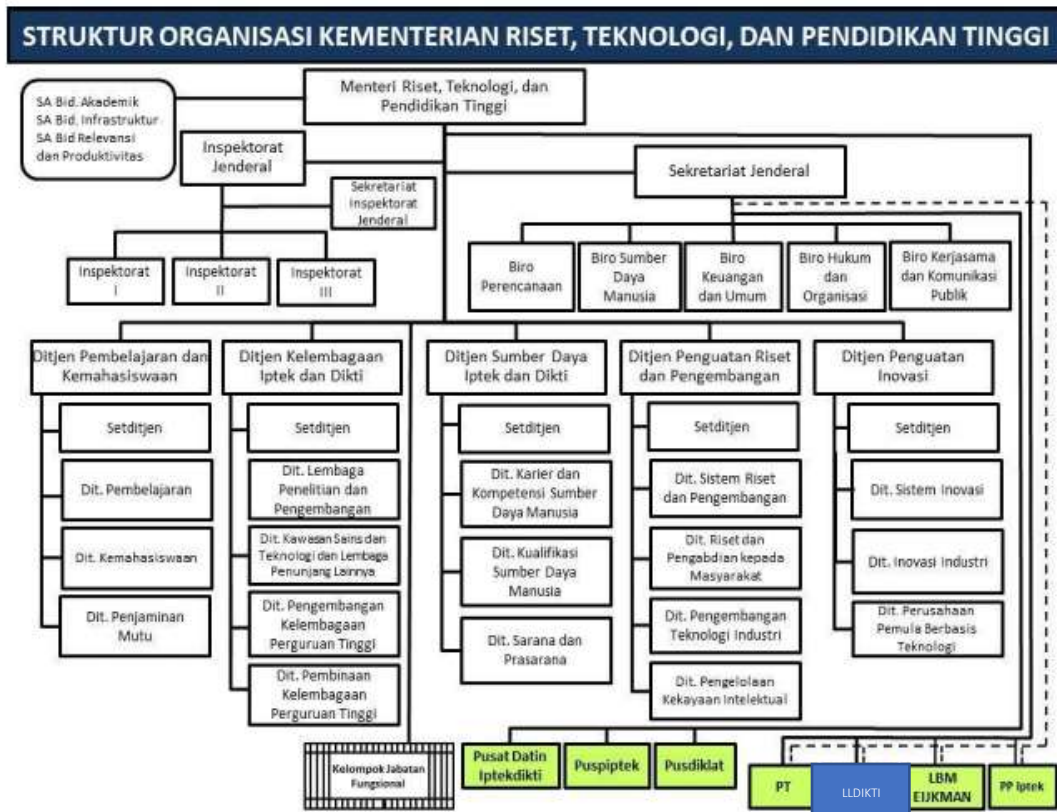 STRUKTUR ORGANISASI KEMENTERIAN RISET, TEKNOLOGI, DAN PENDIDIKAN TINGGI
Menteri Riset, Teknologi, dan
Pendidikan Tinggi
SA Bid. Akademik
SA Bid. Infrastruktur
SA Bid Relevansi
dan Produktivitas
Inspektorat
Jenderal
Sekretariat Jenderal
Sekretariat
Inspektorat
Jenderal
Inspektorat
I
Inspektorat
II
Inspektorat
III
Biro
Perencanaan
Biro Sumber
Daya
Manusia
Biro
Keuangan
dan Umum
Biro Hukum
dan
Organisasi
Biro Kerjasama
dan Komunikasi
Publik
Ditjen Pembelajaran dan
Kemahasiswaan
Setditjen
Dit. Pembelajaran
Dit. Kemahasiswaan
Dit. Penjaminan
Mutu
Ditjen Kelembagaan
Iptek dan Dikti
Setditjen
Dit. Lembaga
Penelitian dan
Pengembangan
Dit. Kawasan Sains dan
Teknologi dan Lembaga
Penunjang Lainnya
Dit. Pengembangan
Kelembagaan
Perguruan Tinggi
Dit. Pembinaan
Kelembagaan
Perguruan Tinggi
Ditjen Sumber Daya
Iptek dan Dikti
Setditjen
Dit. Karier dan
Kompetensi Sumber
Daya Manusia
Dit. Kualifikasi
Sumber Daya
Manusia
Dit. Sarana dan
Prasarana
Ditjen Penguatan Riset
dan Pengembangan
Setditjen
Dit. Sistem Riset
dan Pengembangan
Dit. Riset dan
Pengabdian kepada
Masyarakat
Dit. Pengembangan
Teknologi Industri
Dit. Pengelolaan
Kekayaan Intelektual
Ditjen Penguatan
Inovasi
Setditjen
Dit. Sistem Inovasi
Dit. Inovasi Industri
Dit. Perusahaan
Pemula Berbasis
Teknologi
Kelompok Jabatan
Fungsional
Pusat Datin
Iptekdikti
Puspiptek
Pusdiklat
PT
LLDIKTI
LBM
EIJKMAN
PP Iptek